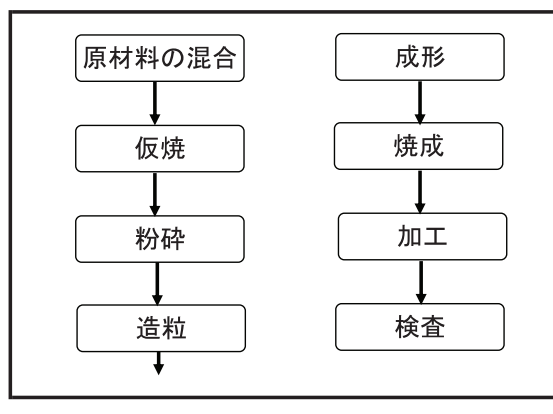 原材料の混合
仮焼
粉砕
造粒
成形
焼成
加工
検査